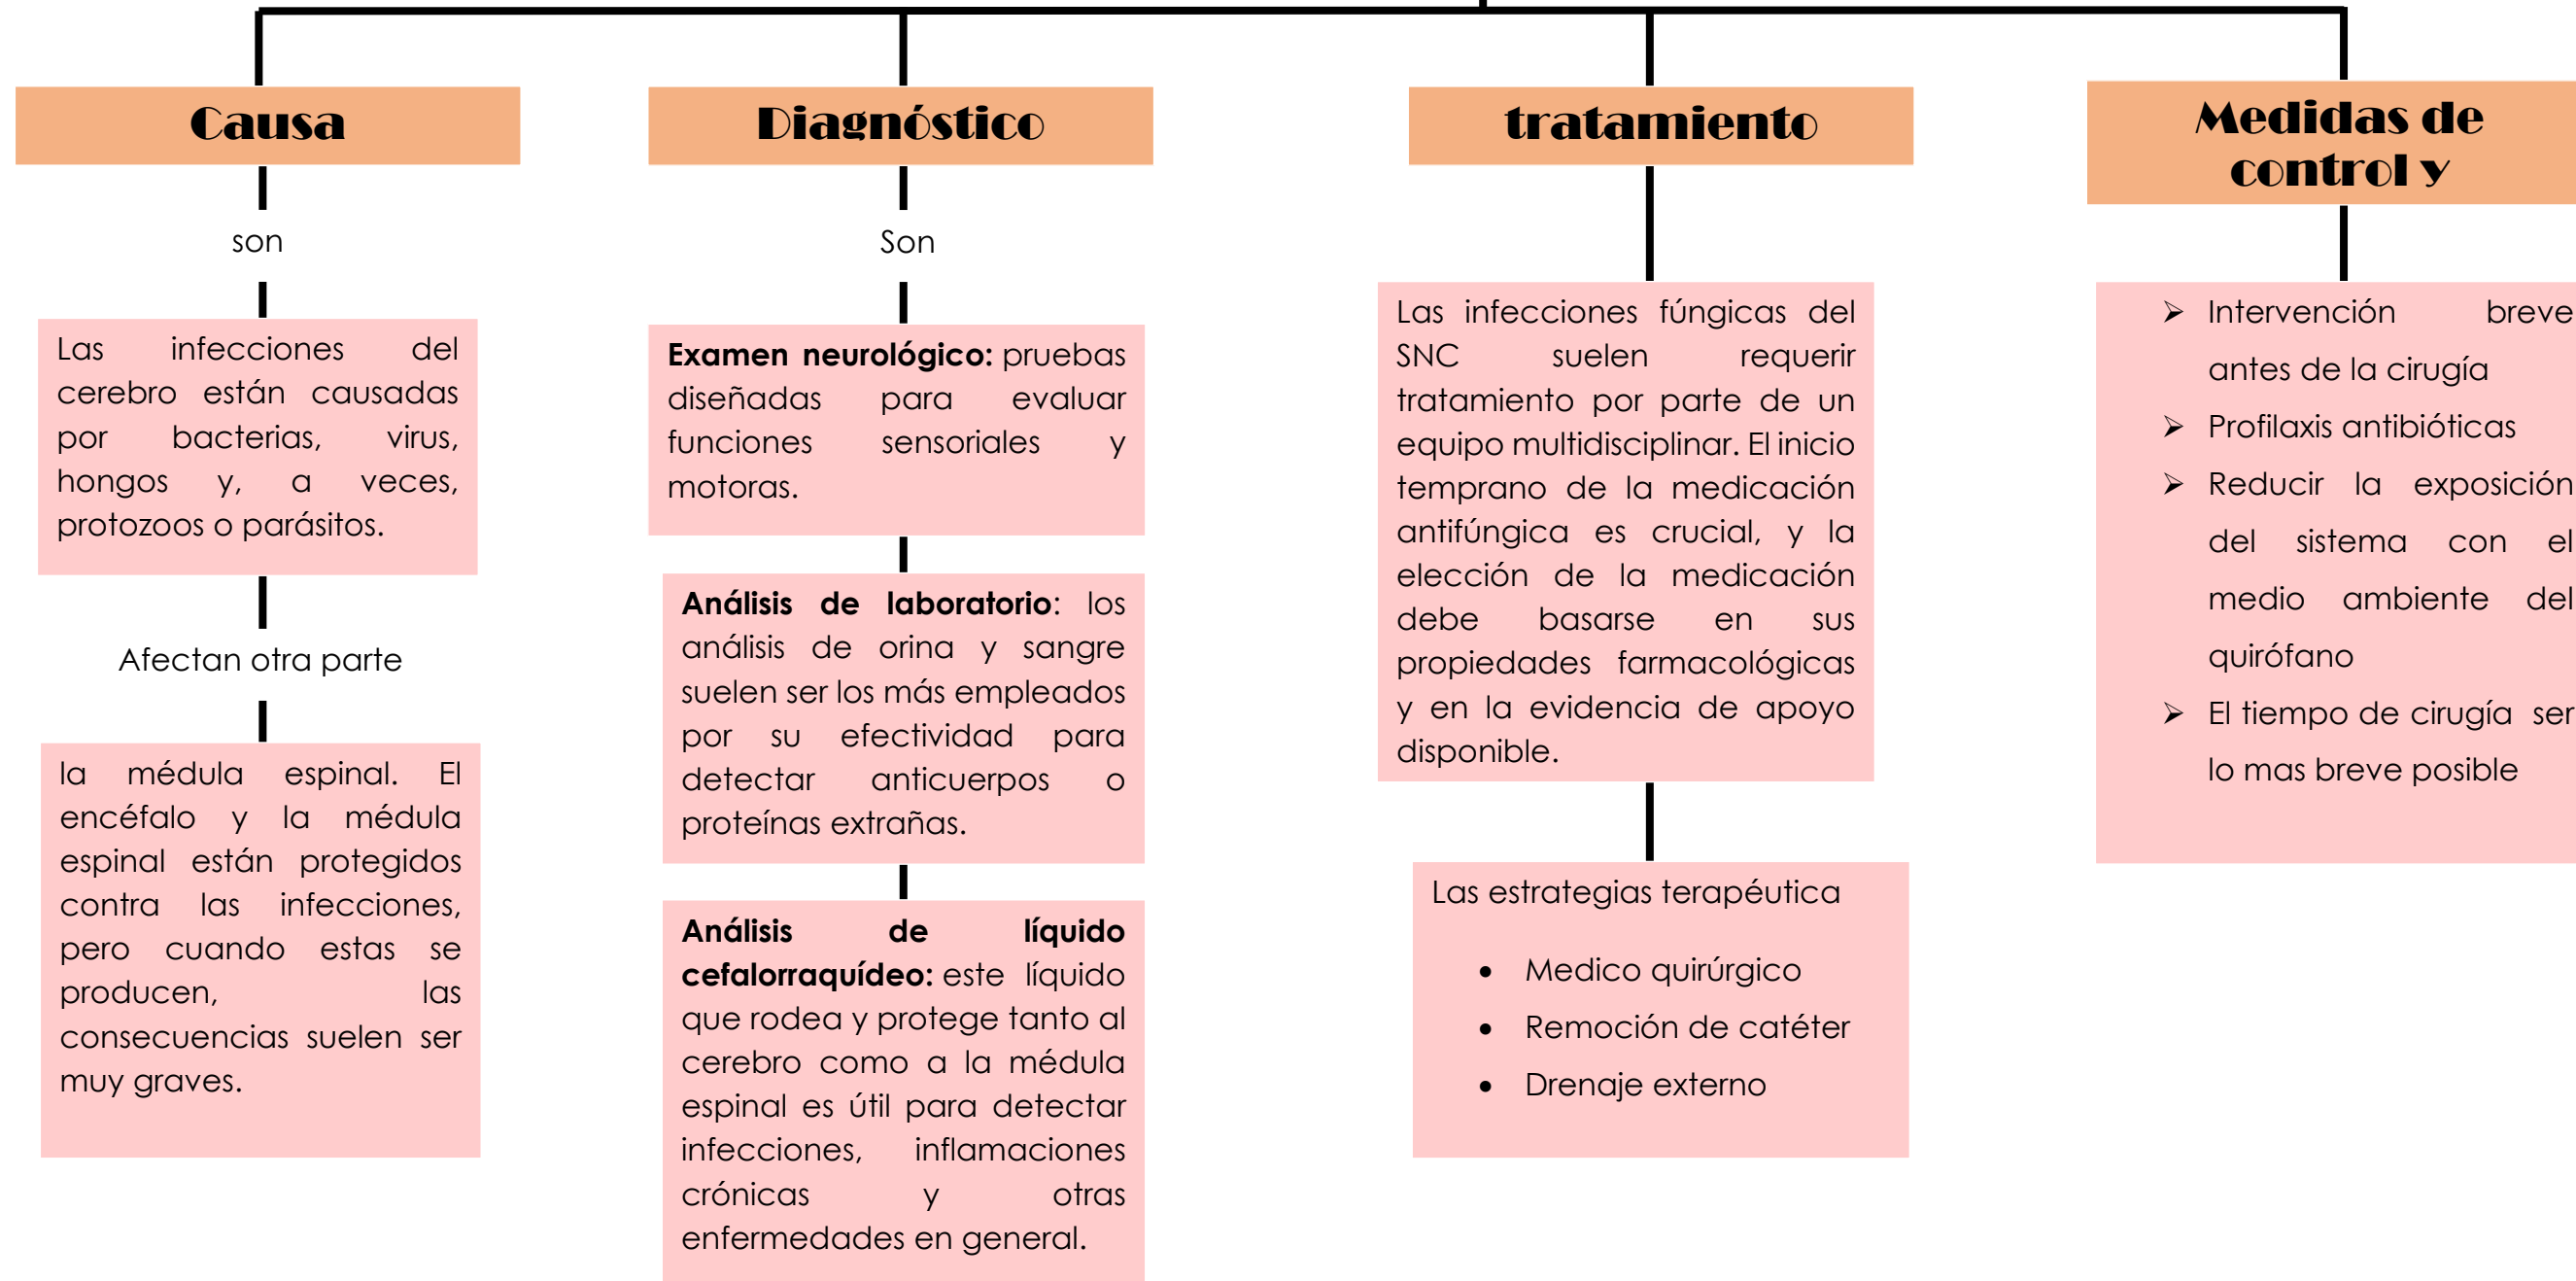 Causa
son
Las infecciones del
cerebro están causadas
por bacterias, virus,
hongos y, a veces,
protozoos o parásitos.
Afectan otra parte
la médula espinal. El
encéfalo y la médula
espinal están protegidos
contra las infecciones,
pero cuando estas se
producen, las
consecuencias suelen ser
muy graves.
Diagnóstico
Son
Examen neurológico: pruebas
diseñadas para evaluar
funciones sensoriales y
motoras.
Análisis de laboratorio: los
análisis de orina y sangre
suelen ser los más empleados
por su efectividad para
detectar anticuerpos o
proteínas extrañas.
Análisis de líquido
cefalorraquídeo: este líquido
que rodea y protege tanto al
cerebro como a la médula
espinal es útil para detectar
infecciones, inflamaciones
crónicas y otras
enfermedades en general.
tratamiento
Las infecciones fúngicas del
SNC suelen requerir
tratamiento por parte de un
equipo multidisciplinar. El inicio
temprano de la medicación
antifúngica es crucial, y la
elección de la medicación
debe basarse en sus
propiedades farmacológicas
y en la evidencia de apoyo
disponible.
Las estrategias terapéutica
• Medico quirúrgico
• Remoción de catéter
• Drenaje externo
Medidas de
control y
➢ Intervención breve
antes de la cirugía
➢ Profilaxis antibióticas
➢ Reducir la exposición
del sistema con el
medio ambiente del
quirófano
➢ El tiempo de cirugía ser
lo mas breve posible